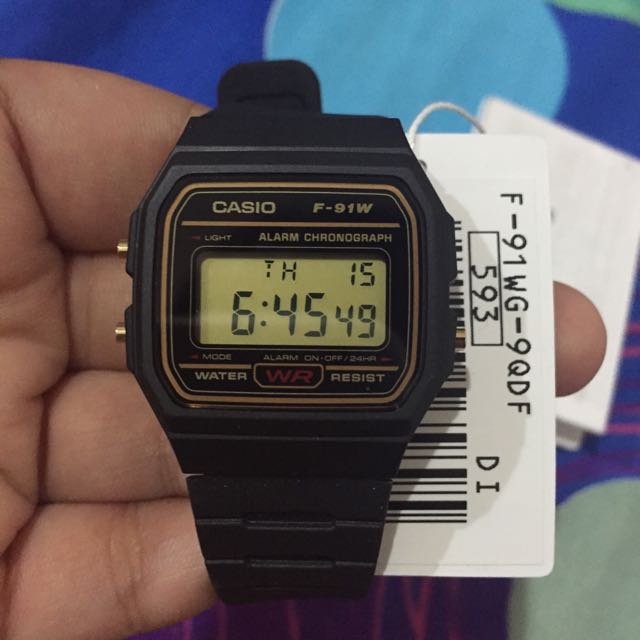 CASIO F-91W
LIGHT ALARM CHRONOGRAPH
TH 15
6:45 49
MODE ALARM ON·OFF/24HR
WATER WR RESIST
F-91WG-9QDF
593 DI